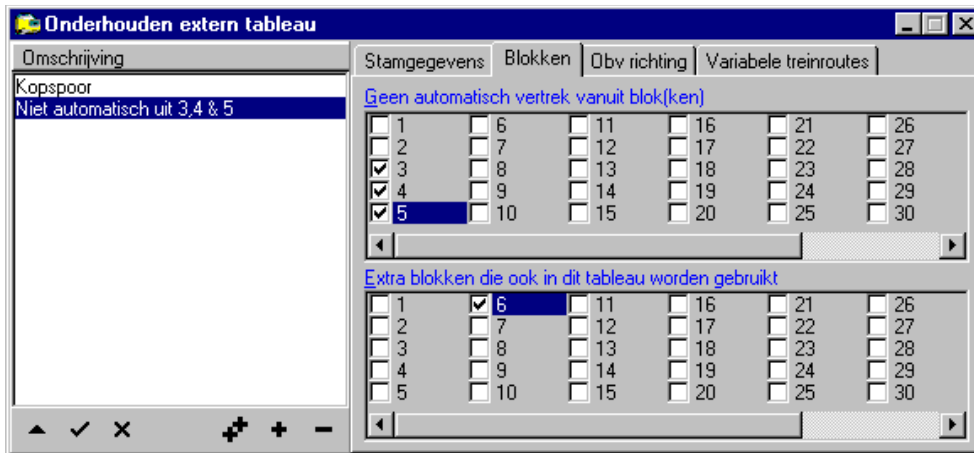 Onderhouden extern tableau
Omschrijving
Kopspoor
Niet automatisch uit 3,4 & 5
Stamgegevens Blokken Obv richting Variabele treinroutes
Geen automatisch vertrek vanuit blok(ken)
1 6 11 16 21 26
2 7 12 17 22 27
3 8 13 18 23 28
4 9 14 19 24 29
5 10 15 20 25 30
Extra blokken die ook in dit tableau worden gebruikt
1 6 11 16 21 26
2 7 12 17 22 27
3 8 13 18 23 28
4 9 14 19 24 29
5 10 15 20 25 30